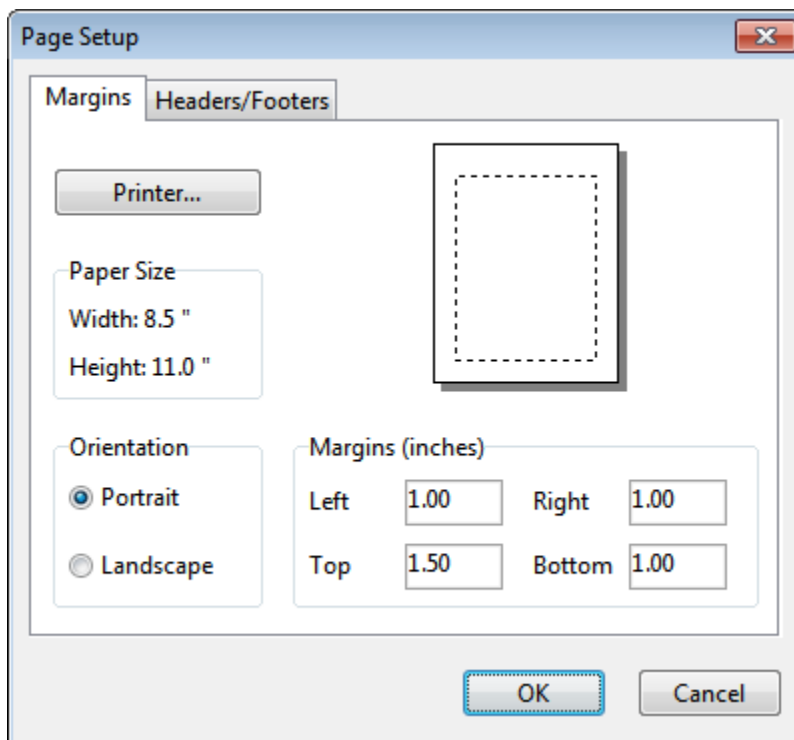 Page Setup
Margins Headers/Footers
Printer...
Paper Size
Width: 8.5 "
Height: 11.0 "
Orientation
Portrait
Landscape
Margins (inches)
Left 1.00 Right 1.00
Top 1.50 Bottom 1.00
OK Cancel